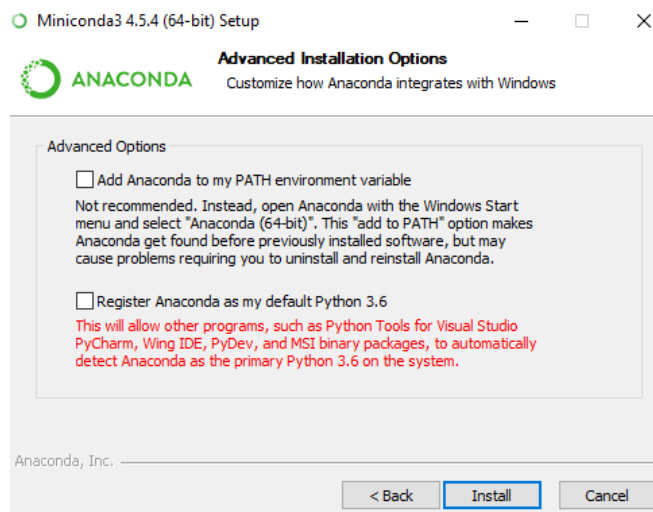 Miniconda3 4.5.4 (64-bit) Setup
Advanced Installation Options
ANACONDA
Customize how Anaconda integrates with Windows
Advanced Options
Add Anaconda to my PATH environment variable
Not recommended. Instead, open Anaconda with the Windows Start
menu and select "Anaconda (64-bit)". This "add to PATH" option makes
Anaconda get found before previously installed software, but may
cause problems requiring you to uninstall and reinstall Anaconda.
Register Anaconda as my default Python 3.6
This will allow other programs, such as Python Tools for Visual Studio
PyCharm, Wing IDE, PyDev, and MSI binary packages, to automatically
detect Anaconda as the primary Python 3.6 on the system.
Anaconda, Inc.
< Back Install Cancel